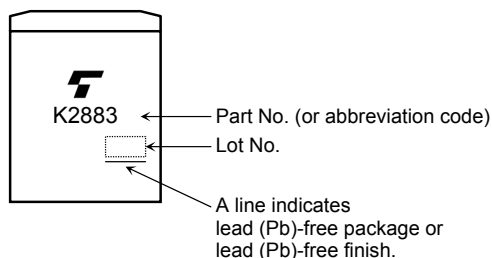 K2883
Part No. (or abbreviation code)
Lot No.
A line indicates
lead (Pb)-free package or
lead (Pb)-free finish.